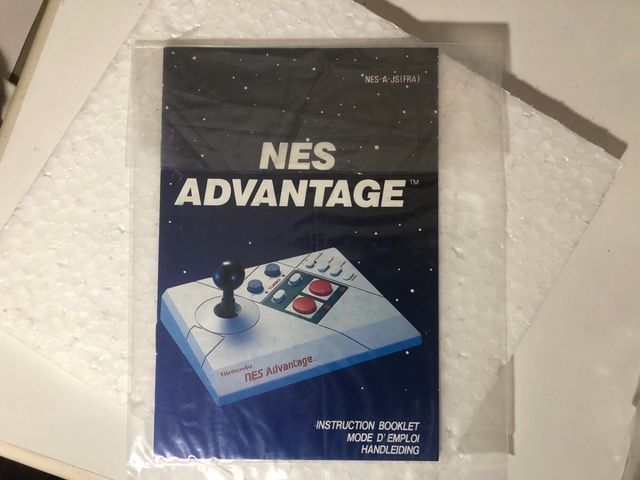 NES-A-JS(FRA)
NES
ADVANTAGE™
Nintendo
NES Advantage
INSTRUCTION BOOKLET
MODE D'EMPLOI
HANDLEIDING